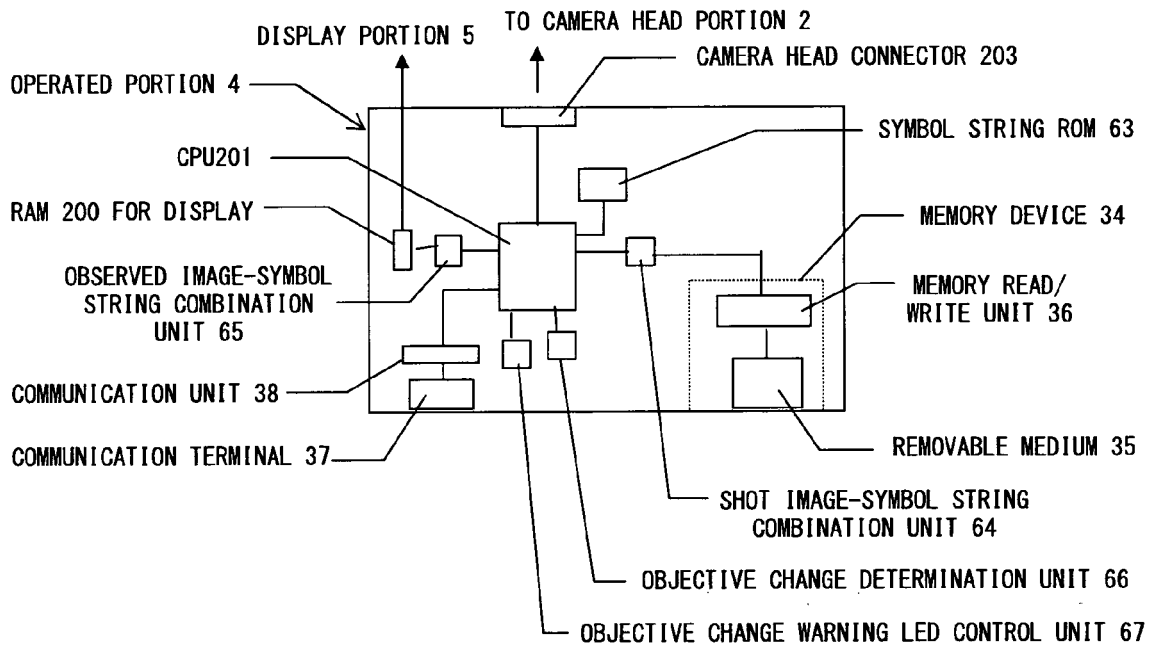 TO CAMERA HEAD PORTION 2
DISPLAY PORTION 5
CAMERA HEAD CONNECTOR 203
OPERATED PORTION 4
SYMBOL STRING ROM 63
CPU201
RAM 200 FOR DISPLAY
MEMORY DEVICE 34
OBSERVED IMAGE-SYMBOL
STRING COMBINATION
UNIT 65
MEMORY READ/
WRITE UNIT 36
COMMUNICATION UNIT 38
COMMUNICATION TERMINAL 37
REMOVABLE MEDIUM 35
SHOT IMAGE-SYMBOL STRING
COMBINATION UNIT 64
OBJECTIVE CHANGE DETERMINATION UNIT 66
OBJECTIVE CHANGE WARNING LED CONTROL UNIT 67